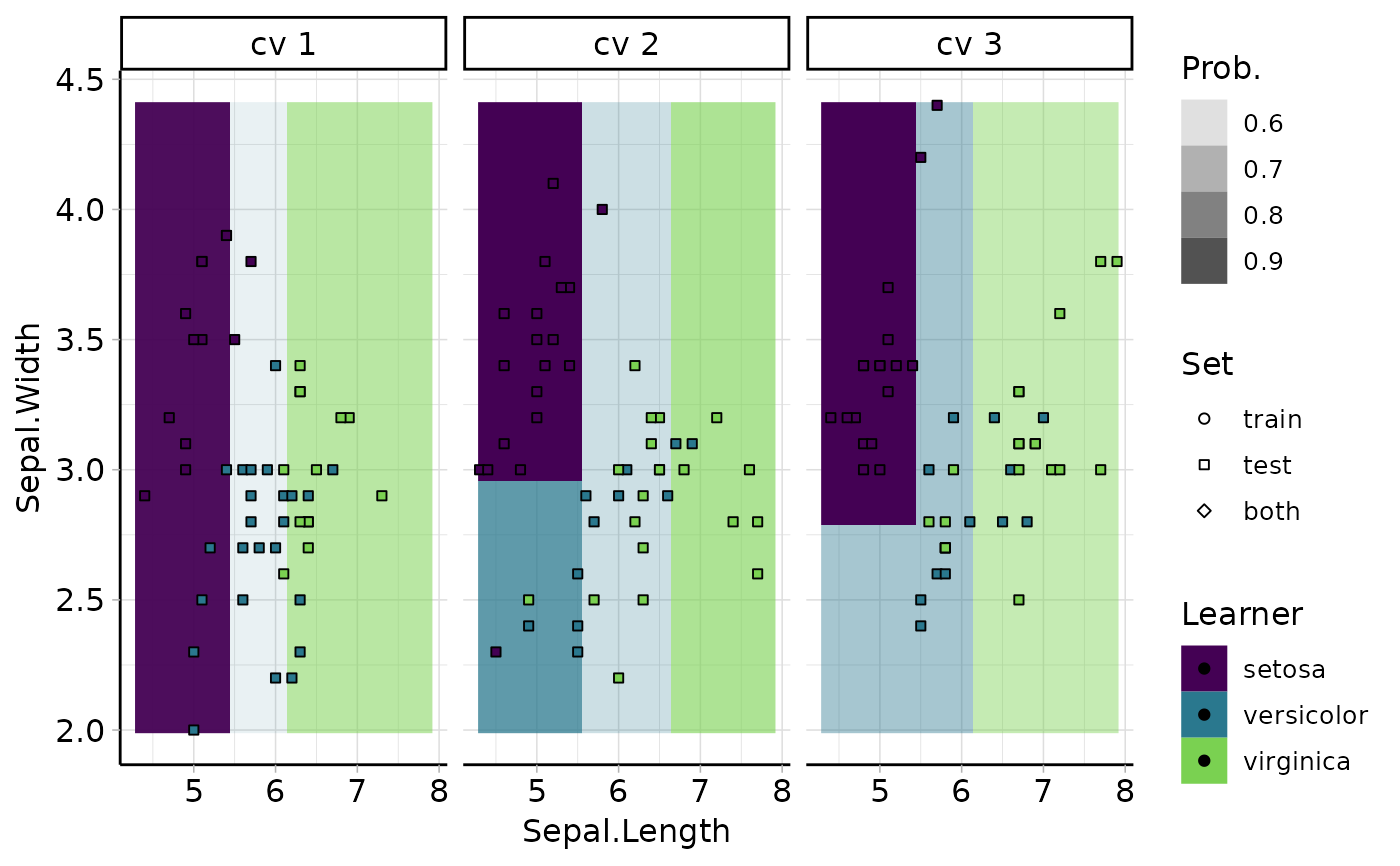 cv 1
cv 2
cv 3
4.5
4.0
3.5
3.0
2.5
2.0
Sepal.Width
5 6 7 8
5 6 7 8
5 6 7 8
Sepal.Length
Prob.
0.6
0.7
0.8
0.9
Set
train
test
both
Learner
setosa
versicolor
virginica